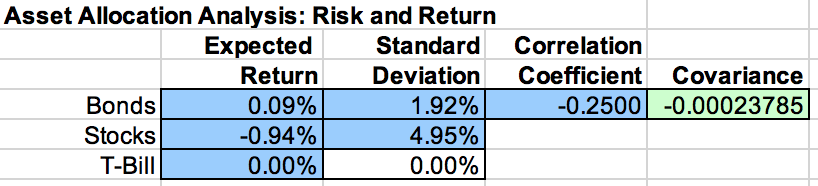 Asset Allocation Analysis: Risk and Return
Expected Standard Correlation
Return Deviation Coefficient Covariance
Bonds 0.09% 1.92% -0.2500 -0.00023785
Stocks -0.94% 4.95%
T-Bill 0.00% 0.00%